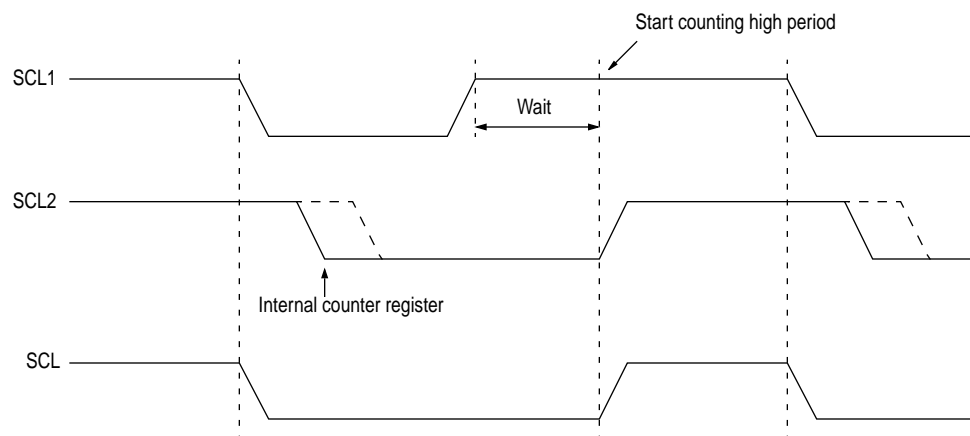 Start counting high period
SCL1
Wait
SCL2
Internal counter register
SCL